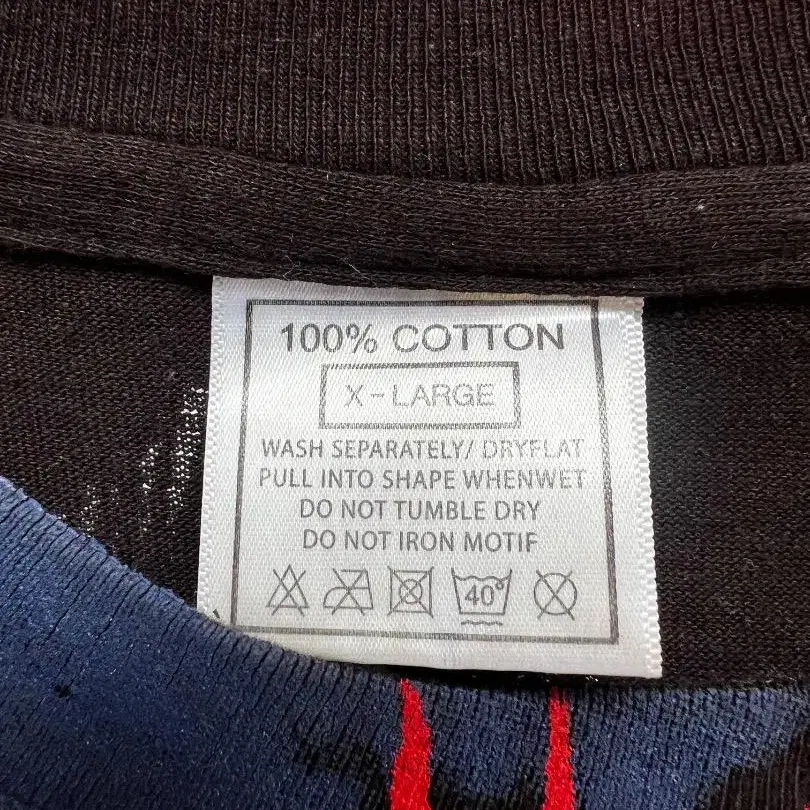 100% COTTON
X-LARGE
WASH SEPARATELY/ DRYFLAT
PULL INTO SHAPE WHENWET
DO NOT TUMBLE DRY
DO NOT IRON MOTIF
40°